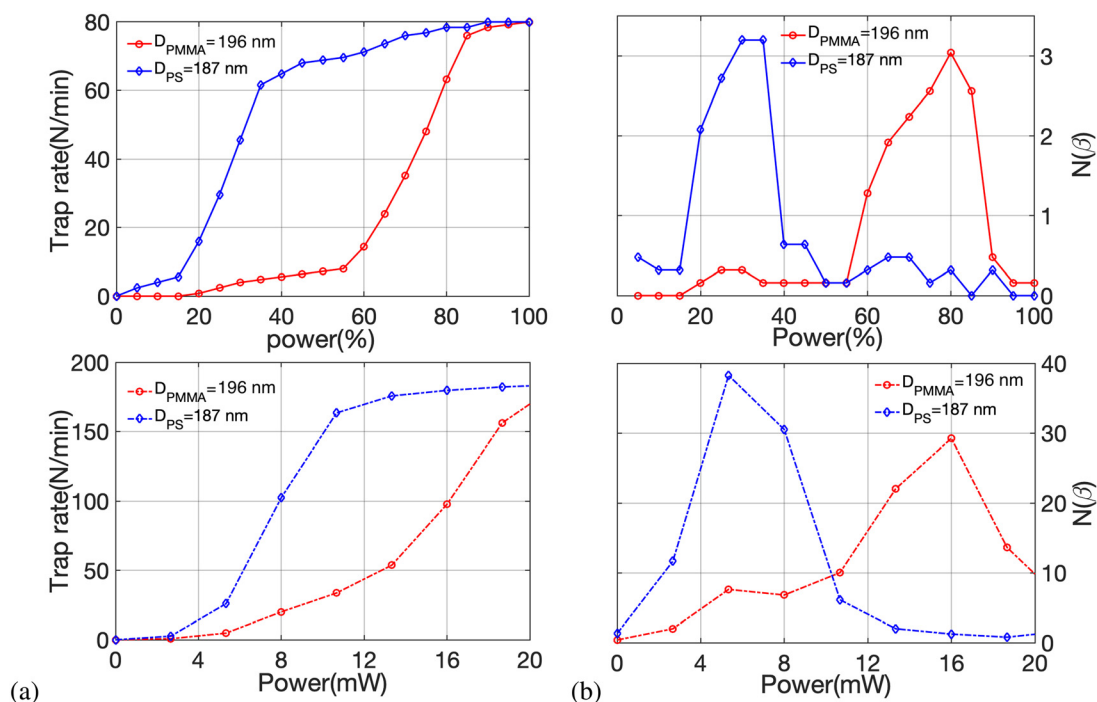 80
60
40
20
0
Trap rate(N/min)
D_PMMA=196 nm
D_PS=187 nm
0 20 40 60 80 100
power(%)
3
2
1
0
N(β)
D_PMMA=196 nm
D_PS=187 nm
0 20 40 60 80 100
Power(%)
200
150
100
50
0
Trap rate(N/min)
D_PMMA=196 nm
D_PS=187 nm
0 4 8 12 16 20
Power(mW)
(a)
40
30
20
10
0
N(β)
D_PMMA=196 nm
D_PS=187 nm
0 4 8 12 16 20
Power(mW)
(b)